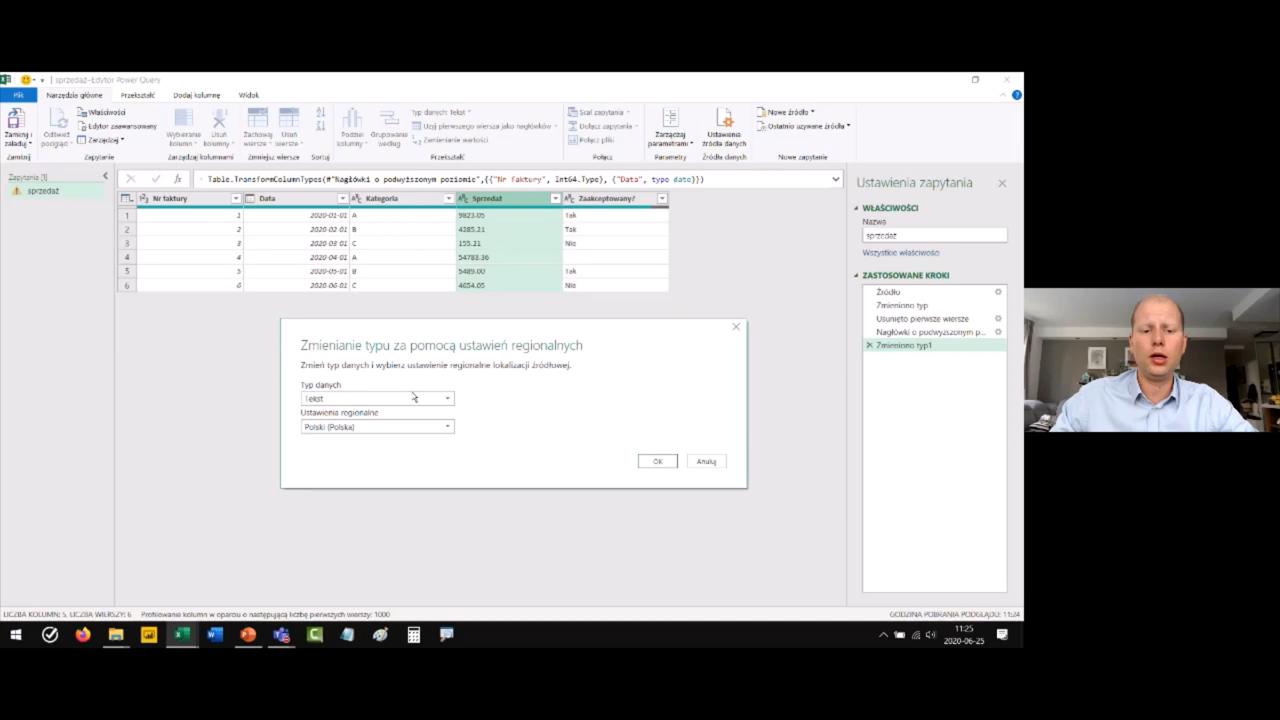 sprzedaż–Edytor Power Query
Plik Narzędzia główne Przekształć Dodaj kolumnę Widok
Zamknij i załaduj
Zamknij
Odśwież podgląd
Właściwości
Edytor zaawansowany
Zarządzaj
Zapytanie
Wybieranie kolumn
Usuń kolumny
Zarządzaj kolumnami
Zachowaj wiersze
Usuń wiersze
Zmniejsz wiersze
Sortuj
Podziel kolumny
Grupowanie według
Typ danych: Tekst
Użyj pierwszego wiersza jako nagłówków
Zamienianie wartości
Przekształć
Scal zapytania
Dołącz zapytania
Połącz pliki
Połącz
Zarządzaj parametrami
Parametry
Ustawienia źródła danych
Źródła danych
Nowe źródło
Ostatnio używane źródła
Nowe zapytanie
Zapytania [1]
sprzedaż
Table.TransformColumnTypes(#"Nagłówki o podwyższonym poziomie",{{"Nr faktury", Int64.Type}, {"Data", type date}})
Nr faktury Data Kategoria Sprzedaż Zaakceptowany?
1 1 2020-01-01 A 9823.05 Tak
2 2 2020-02-01 B 4285.21 Tak
3 3 2020-03-01 C 155.21 Nie
4 4 2020-04-01 A 54783.36
5 5 2020-05-01 B 5489.00 Tak
6 6 2020-06-01 C 4654.05 Nie
Zmienianie typu za pomocą ustawień regionalnych
Zmień typ danych i wybierz ustawienie regionalne lokalizacji źródłowej.
Typ danych
Tekst
Ustawienia regionalne
Polski (Polska)
OK Anuluj
Ustawienia zapytania
WŁAŚCIWOŚCI
Nazwa
sprzedaż
Wszystkie właściwości
ZASTOSOWANE KROKI
Źródło
Zmieniono typ
Usunięto pierwsze wiersze
Nagłówki o podwyższonym p...
Zmieniono typ1
LICZBA KOLUMN: 5, LICZBA WIERSZY: 6 Profilowanie kolumn w oparciu o następującą liczbę pierwszych wierszy: 1000 GODZINA POBRANIA PODGLĄDU: 11:24
11:25
2020-06-25